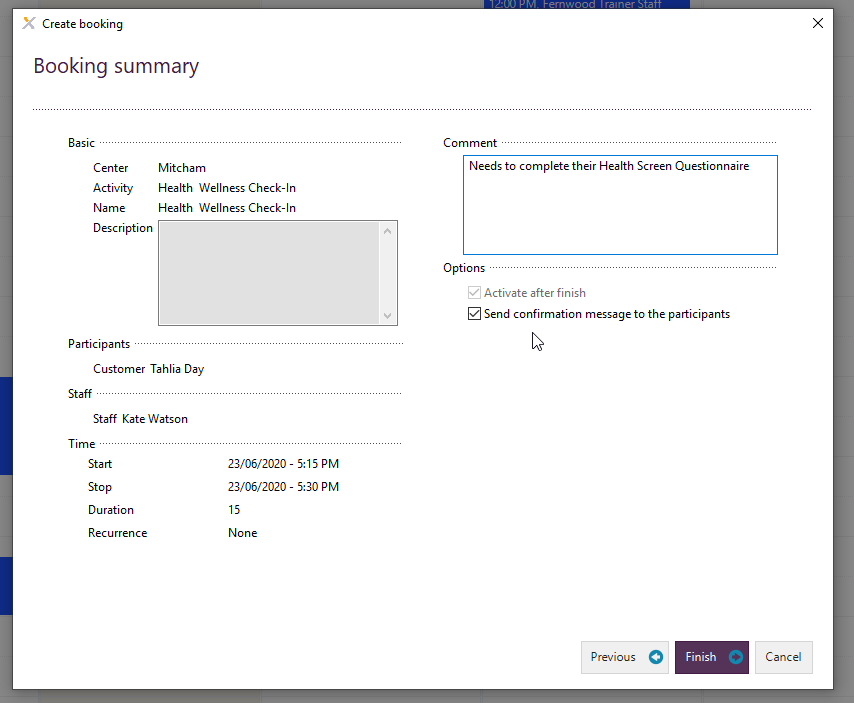 12:00 PM, Fernwood Trainer Staff
Create booking
Booking summary
Basic
Center Mitcham
Activity Health Wellness Check-In
Name Health Wellness Check-In
Description
Participants
Customer Tahlia Day
Staff
Staff Kate Watson
Time
Start 23/06/2020 - 5:15 PM
Stop 23/06/2020 - 5:30 PM
Duration 15
Recurrence None
Comment
Needs to complete their Health Screen Questionnaire
Options
Activate after finish
Send confirmation message to the participants
Previous Finish Cancel